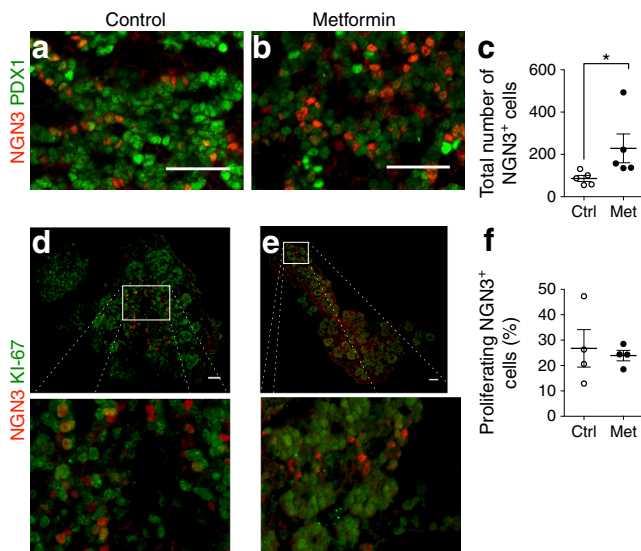 Control
Metformin
a
b
c
NGN3 PDX1
Total number of
NGN3+ cells
*
600
400
200
0
Ctrl
Met
d
e
f
NGN3 KI-67
Proliferating NGN3+
cells (%)
50
40
30
20
10
0
Ctrl
Met